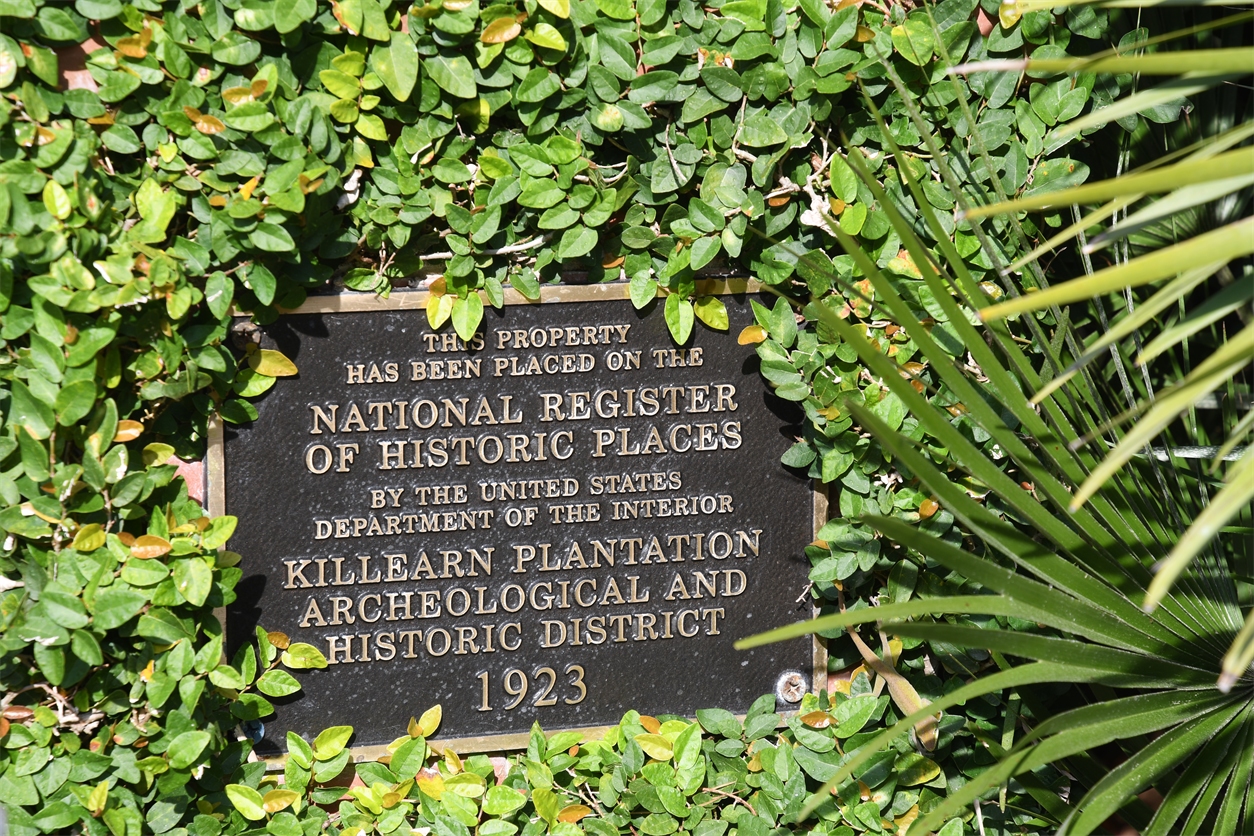 THIS PROPERTY
HAS BEEN PLACED ON THE
NATIONAL REGISTER
OF HISTORIC PLACES
BY THE UNITED STATES
DEPARTMENT OF THE INTERIOR
KILLEARN PLANTATION
ARCHEOLOGICAL AND
HISTORIC DISTRICT
1923